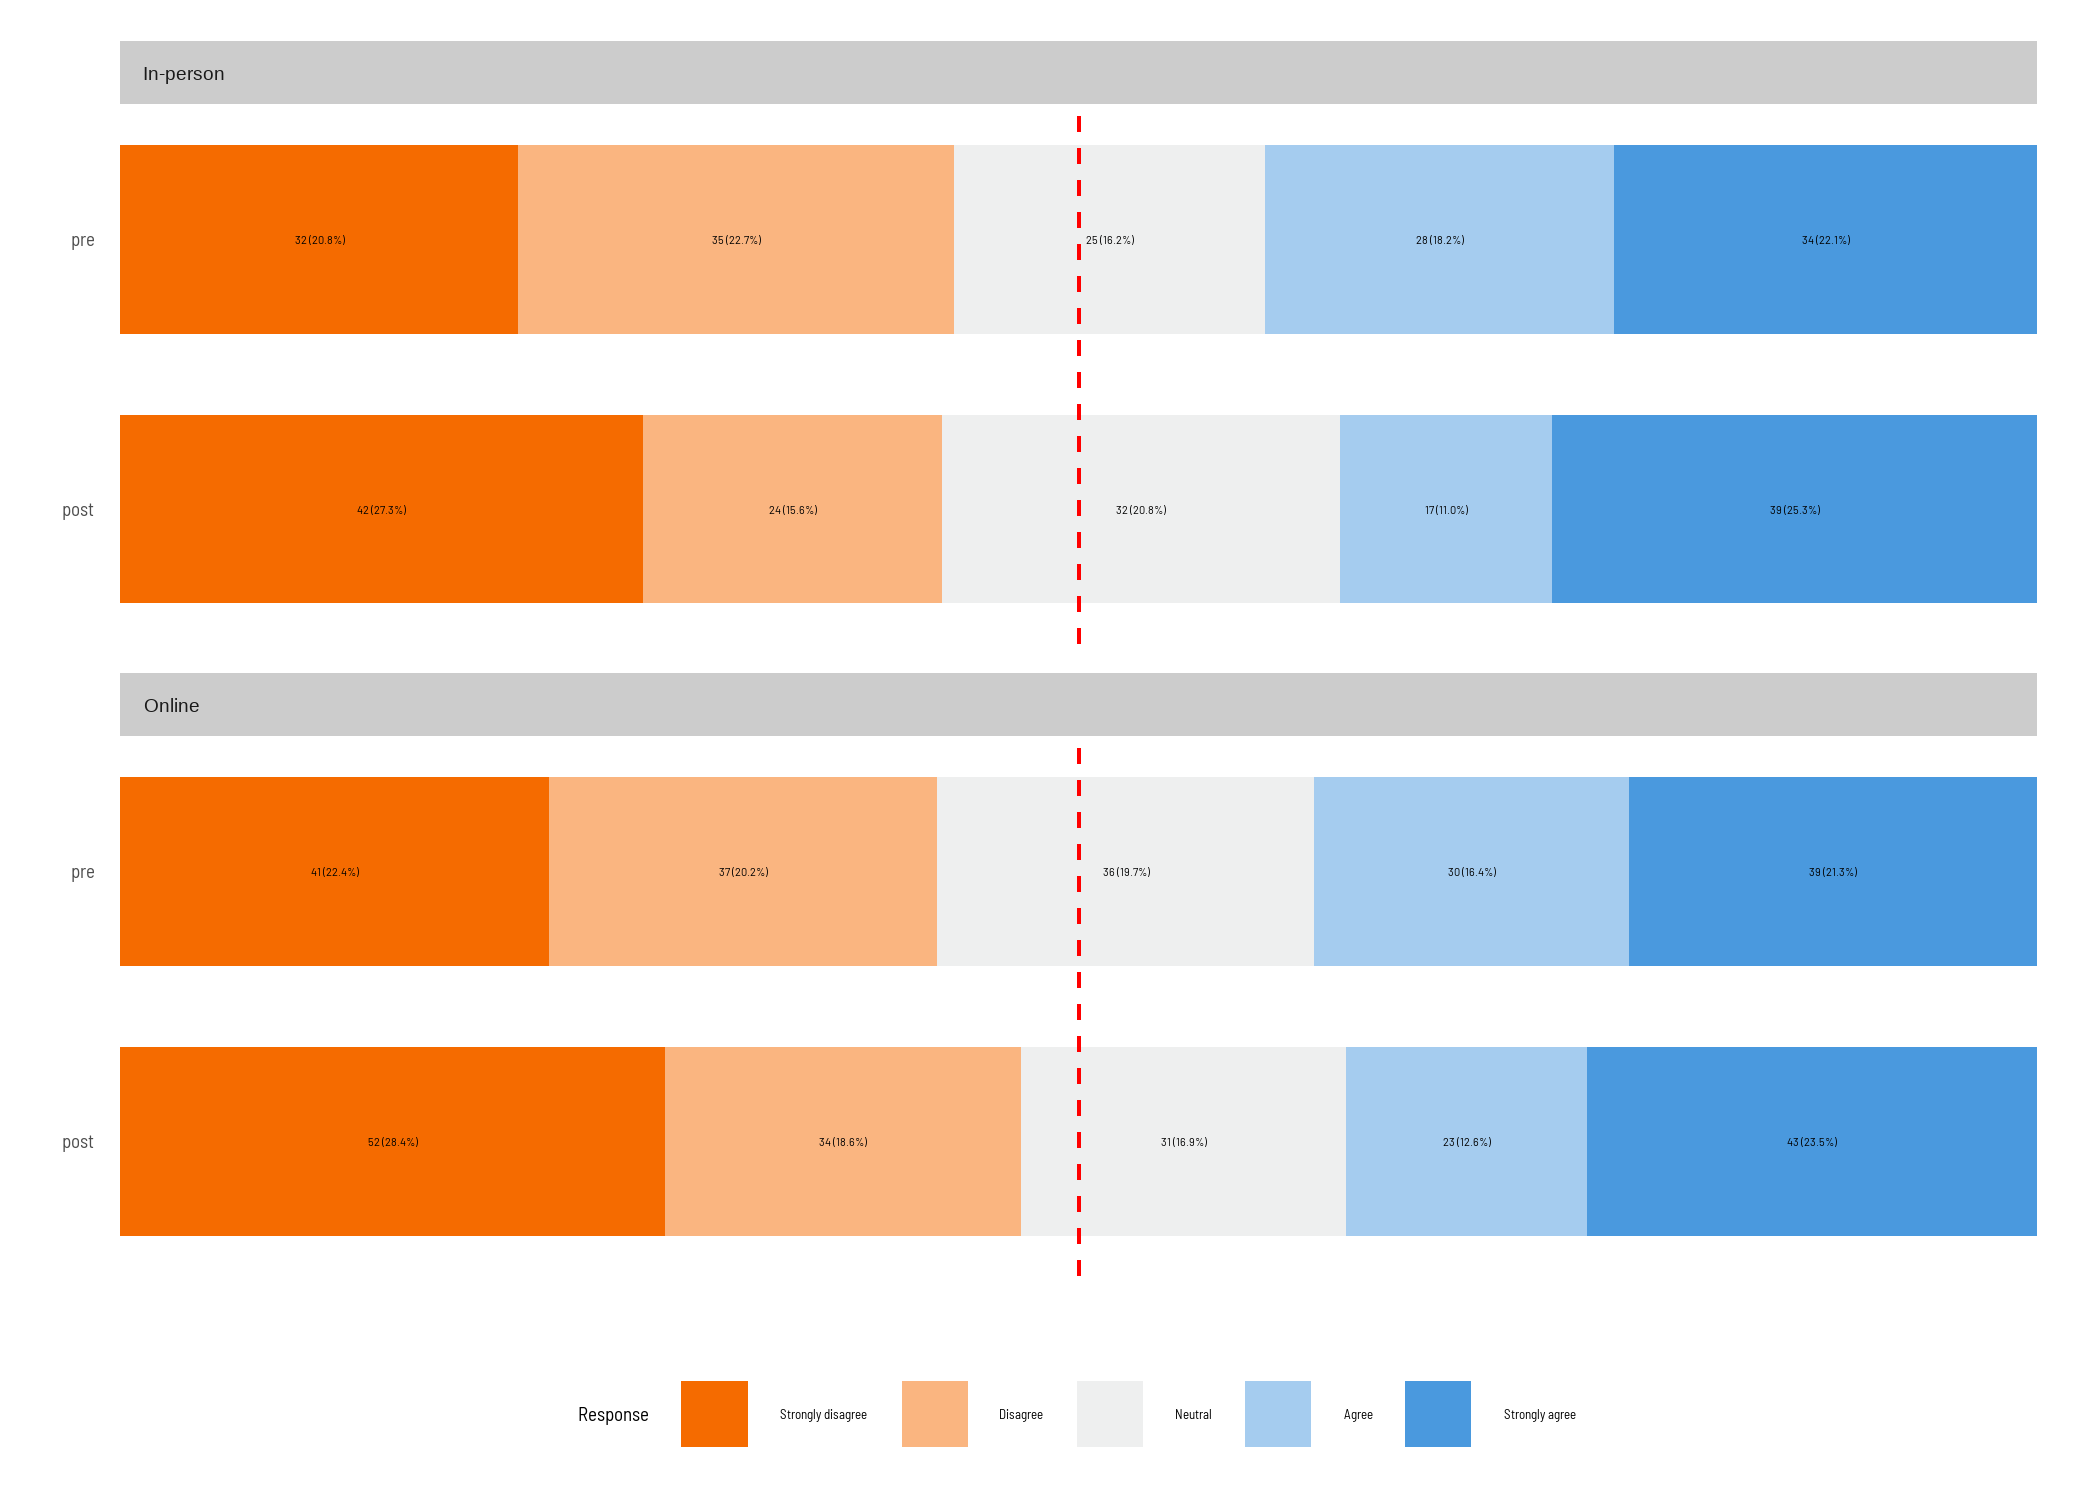 In-person
pre
32 (20.8%) 35 (22.7%) 25 (16.2%) 28 (18.2%) 34 (22.1%)
post
42 (27.3%) 24 (15.6%) 32 (20.8%) 17 (11.0%) 39 (25.3%)
Online
pre
41 (22.4%) 37 (20.2%) 36 (19.7%) 30 (16.4%) 39 (21.3%)
post
52 (28.4%) 34 (18.6%) 31 (16.9%) 23 (12.6%) 43 (23.5%)
Response Strongly disagree Disagree Neutral Agree Strongly agree